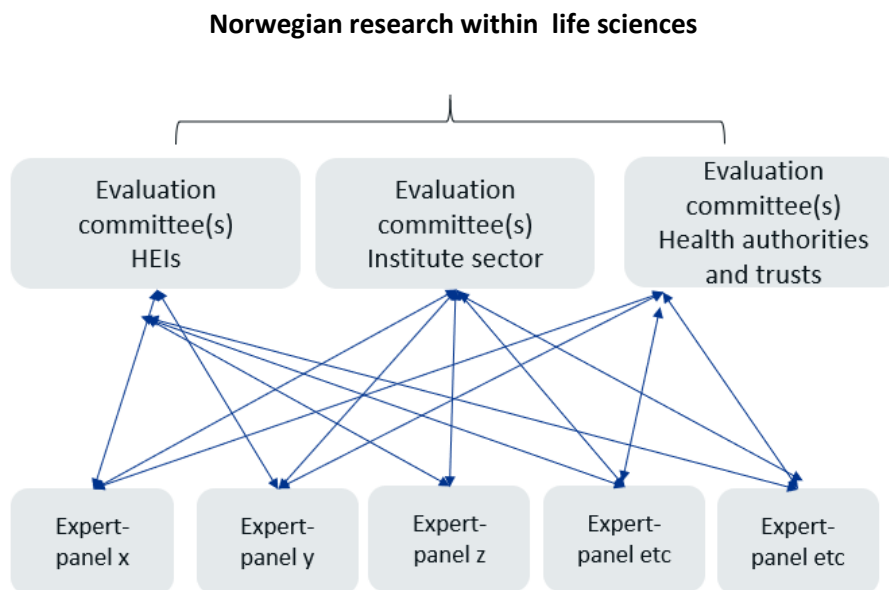 Norwegian research within  life sciences
Evaluation
committee(s)
HEIs
Evaluation
committee(s)
Institute sector
Evaluation
committee(s)
Health authorities
and trusts
Expert-
panel x
Expert-
panel y
Expert-
panel z
Expert-
panel etc
Expert-
panel etc